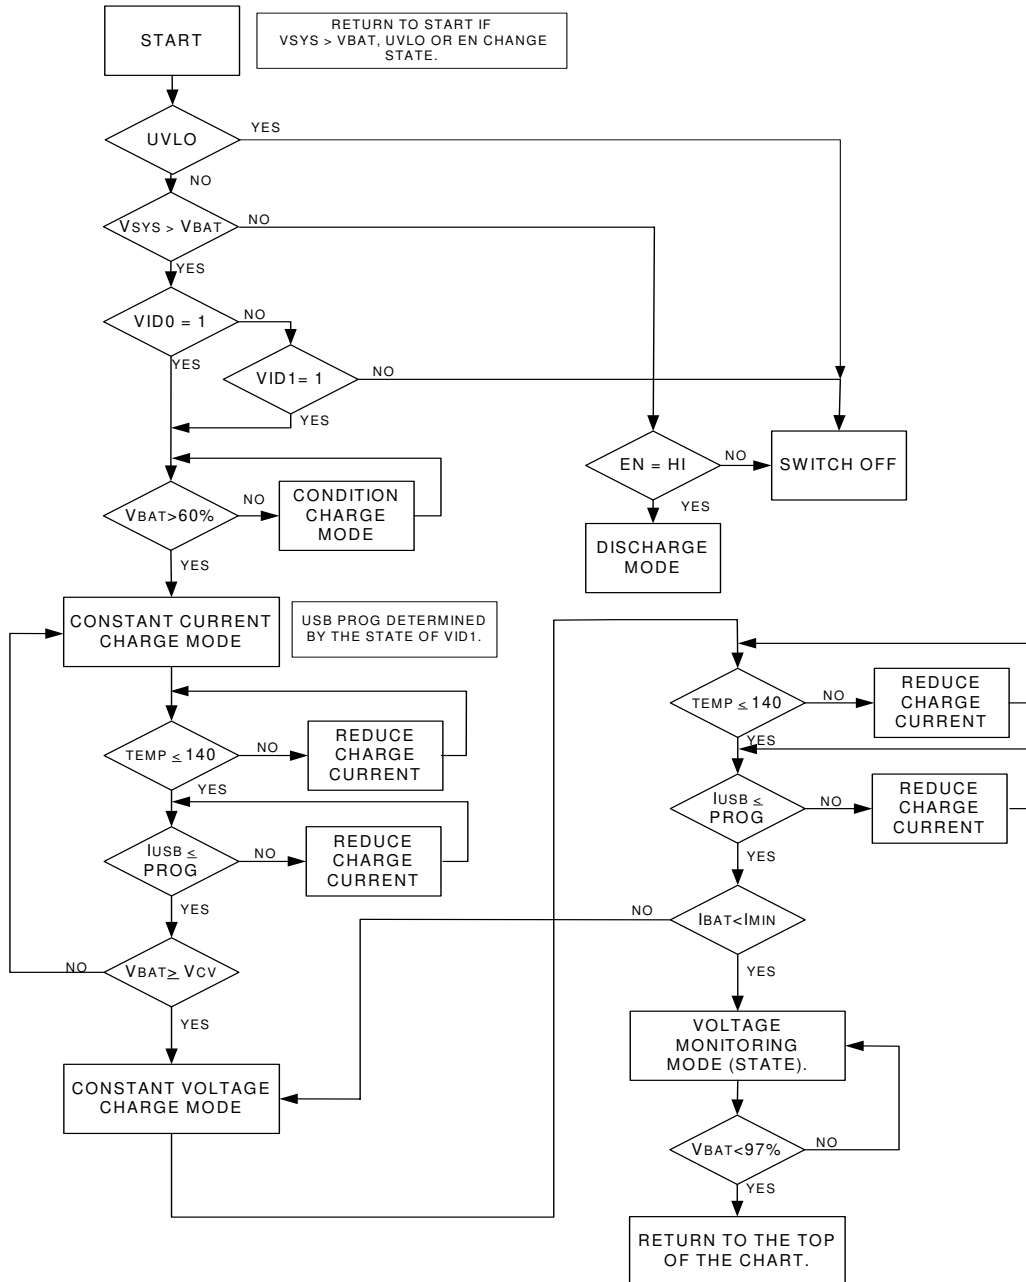 START
RETURN TO START IF
VSYS > VBAT, UVLO OR EN CHANGE
STATE.
UVLO
YES
NO
VSYS > VBAT
NO
YES
VID0 = 1
NO
YES
VID1= 1
NO
YES
EN = HI
NO
SWITCH OFF
YES
DISCHARGE
MODE
VBAT>60%
NO
CONDITION
CHARGE
MODE
YES
CONSTANT CURRENT
CHARGE MODE
USB PROG DETERMINED
BY THE STATE OF VID1.
TEMP ≤ 140
NO
REDUCE
CHARGE
CURRENT
YES
IUSB ≤
PROG
NO
REDUCE
CHARGE
CURRENT
YES
VBAT≥ VCV
NO
YES
CONSTANT VOLTAGE
CHARGE MODE
TEMP ≤ 140
NO
REDUCE
CHARGE
CURRENT
YES
IUSB ≤
PROG
NO
REDUCE
CHARGE
CURRENT
YES
IBAT<IMIN
NO
YES
VOLTAGE
MONITORING
MODE (STATE).
VBAT<97%
NO
YES
RETURN TO THE TOP
OF THE CHART.